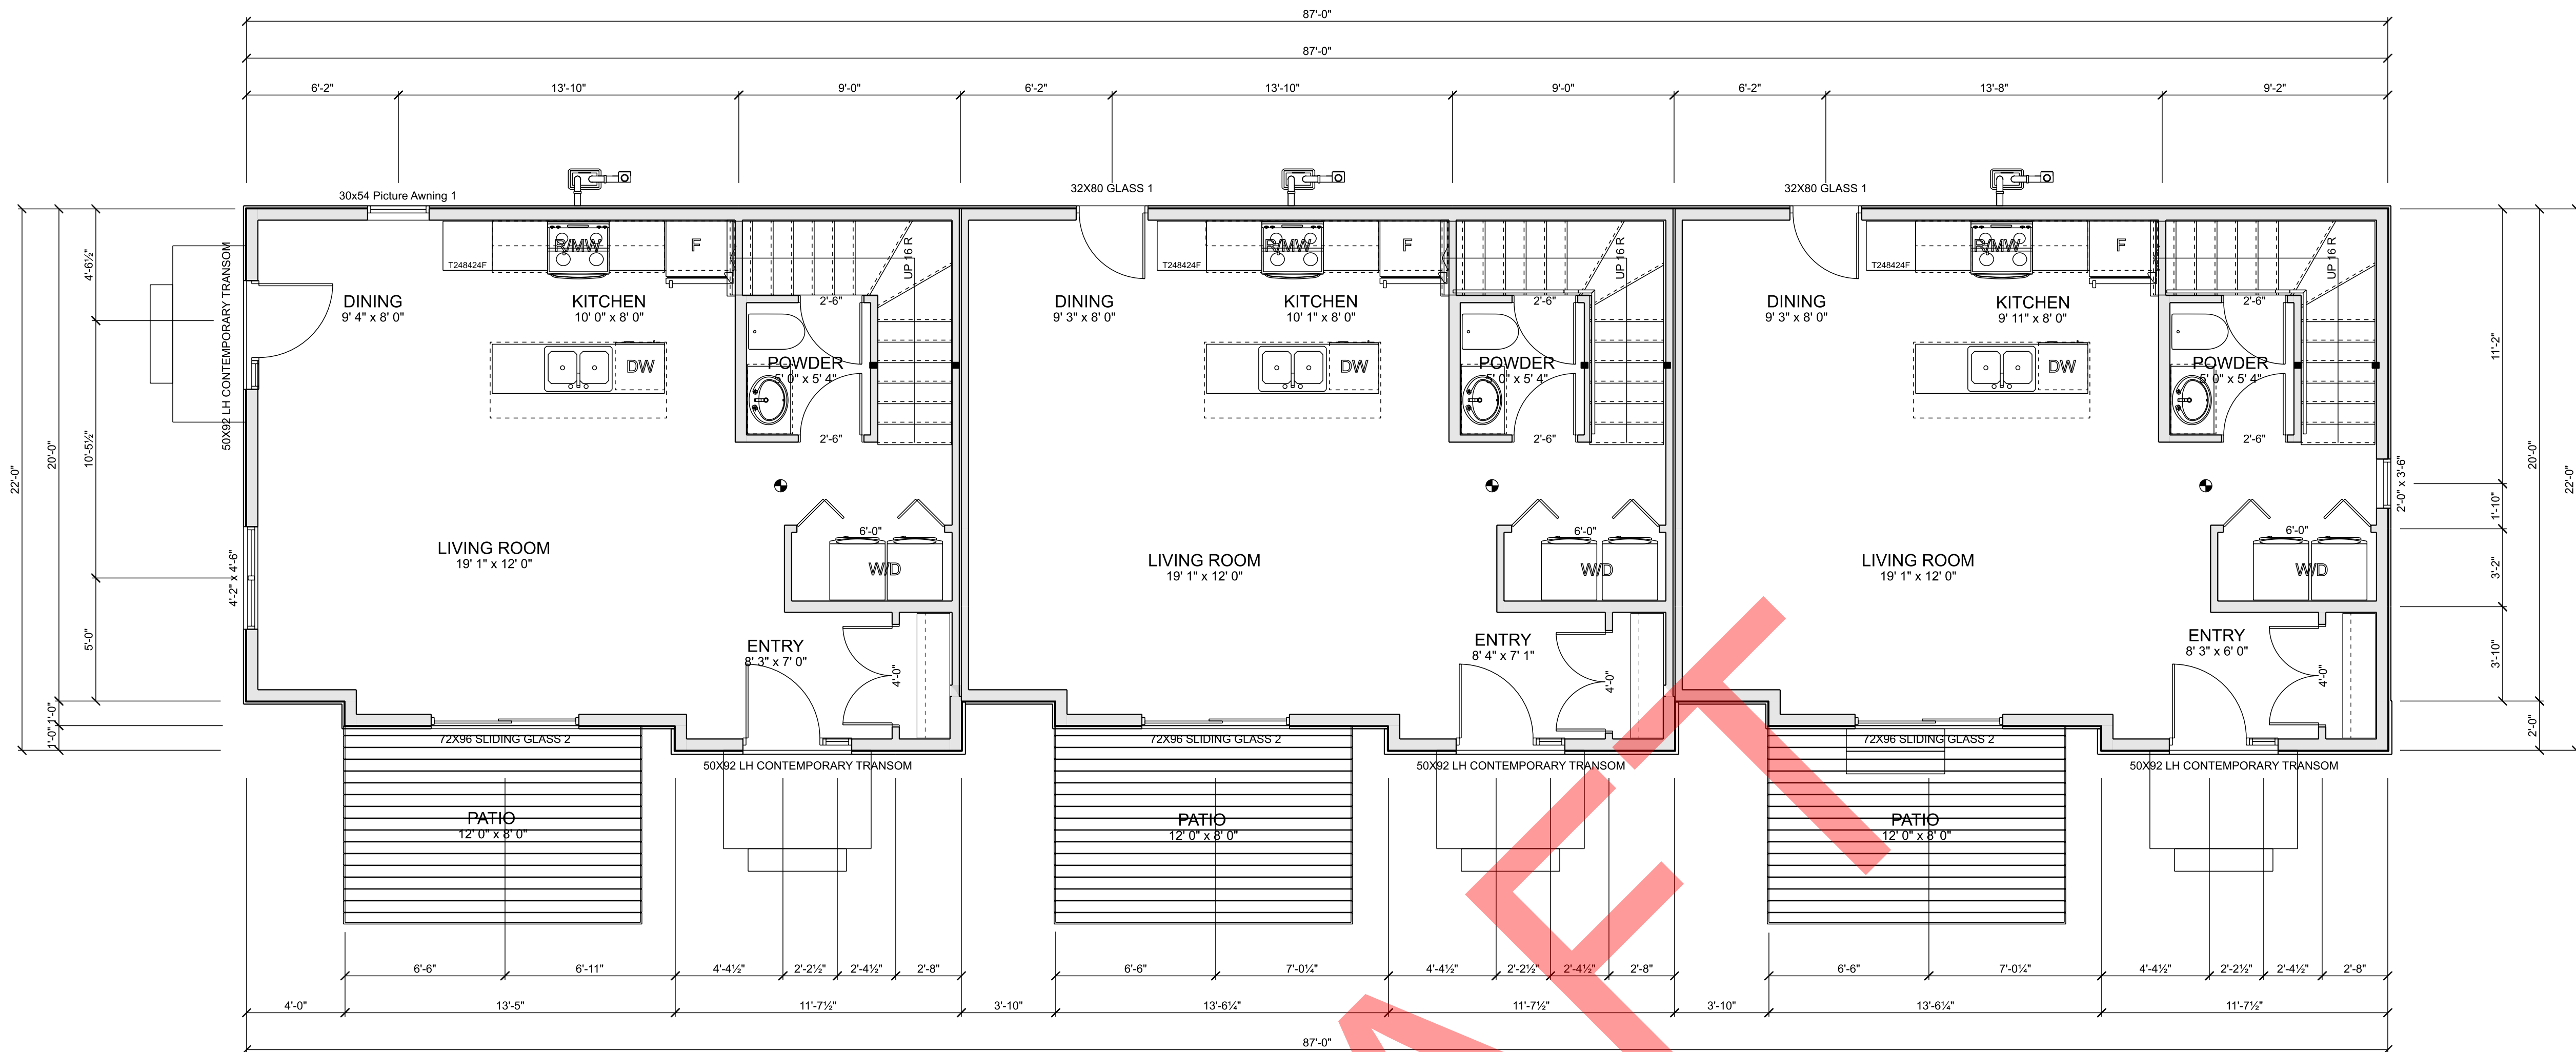 87'-0"
87'-0"
6'-2" 13'-10" 9'-0" 6'-2" 13'-10" 9'-0" 6'-2" 13'-8" 9'-2"
30x54 Picture Awning 1
32X80 GLASS 1
32X80 GLASS 1
22'-0"
20'-0"
4'-6½"
10'-5½"
5'-0"
1'-0"
1'-0"
50X92 LH CONTEMPORARY TRANSOM
4'-2" x 4'-6"
T248424F
R/MW
F
UP 16 R
DINING
9' 4" x 8' 0"
KITCHEN
10' 0" x 8' 0"
2'-6"
DW
POWDER
5' 0" x 5' 4"
2'-6"
LIVING ROOM
19' 1" x 12' 0"
6'-0"
W/D
ENTRY
8' 3" x 7' 0"
4'-0"
72X96 SLIDING GLASS 2
50X92 LH CONTEMPORARY TRANSOM
PATIO
12' 0" x 8' 0"
T248424F
R/MW
F
UP 16 R
DINING
9' 3" x 8' 0"
KITCHEN
10' 1" x 8' 0"
2'-6"
DW
POWDER
5' 0" x 5' 4"
2'-6"
LIVING ROOM
19' 1" x 12' 0"
6'-0"
W/D
ENTRY
8' 4" x 7' 1"
4'-0"
72X96 SLIDING GLASS 2
50X92 LH CONTEMPORARY TRANSOM
PATIO
12' 0" x 8' 0"
T248424F
R/MW
F
UP 16 R
DINING
9' 3" x 8' 0"
KITCHEN
9' 11" x 8' 0"
2'-6"
DW
POWDER
5' 0" x 5' 4"
2'-6"
LIVING ROOM
19' 1" x 12' 0"
6'-0"
W/D
ENTRY
8' 3" x 6' 0"
4'-0"
72X96 SLIDING GLASS 2
50X92 LH CONTEMPORARY TRANSOM
PATIO
12' 0" x 8' 0"
2'-0" x 3'-6"
11'-2"
1'-10"
3'-2"
3'-10"
20'-0"
2'-0"
22'-0"
6'-6" 6'-11" 4'-4½" 2'-2½" 2'-4½" 2'-8" 6'-6" 7'-0¼" 4'-4½" 2'-2½" 2'-4½" 2'-8" 6'-6" 7'-0¼" 4'-4½" 2'-2½" 2'-4½" 2'-8"
4'-0" 13'-5" 11'-7½" 3'-10" 13'-6¼" 11'-7½" 3'-10" 13'-6¼" 11'-7½"
87'-0"